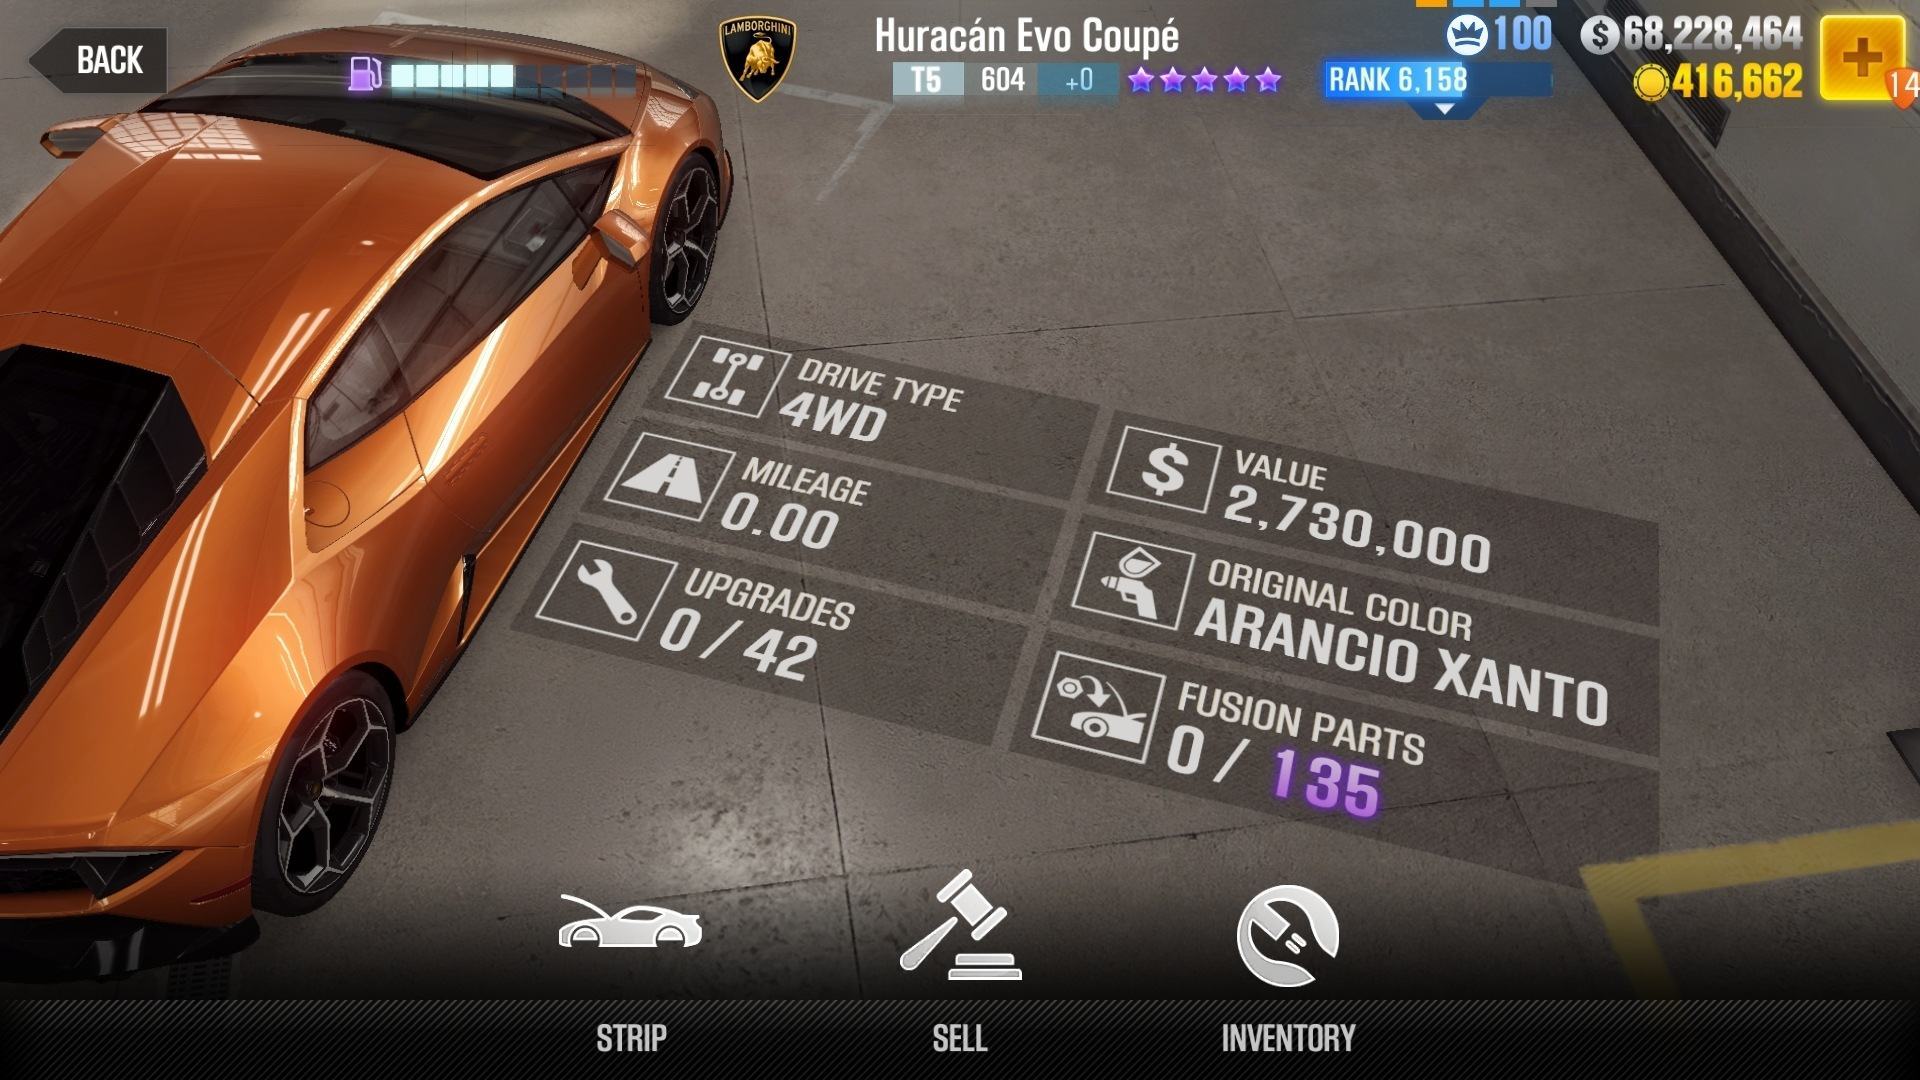 BACK
LAMBORGHINI
Huracán Evo Coupé
T5 604 +0
RANK 6,158
100
68,228,464
416,662
14
DRIVE TYPE
4WD
MILEAGE
0.00
UPGRADES
0/42
VALUE
2,730,000
ORIGINAL COLOR
ARANCIO XANTO
FUSION PARTS
0/ 135
STRIP
SELL
INVENTORY